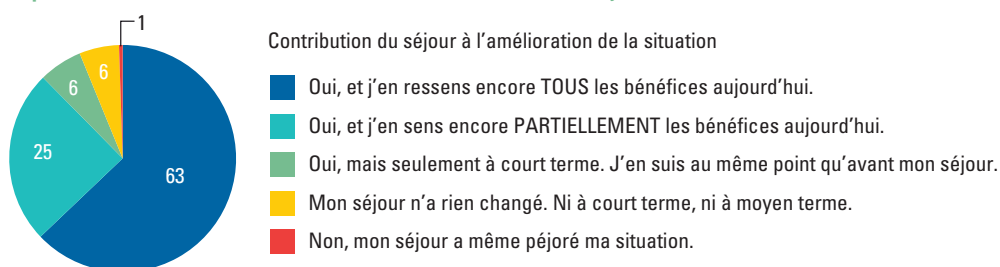 1
6
6
25
63
Contribution du séjour à l’amélioration de la situation
Oui, et j’en ressens encore TOUS les bénéfices aujourd’hui.
Oui, et j’en sens encore PARTIELLEMENT les bénéfices aujourd’hui.
Oui, mais seulement à court terme. J’en suis au même point qu’avant mon séjour.
Mon séjour n’a rien changé. Ni à court terme, ni à moyen terme.
Non, mon séjour a même péjoré ma situation.